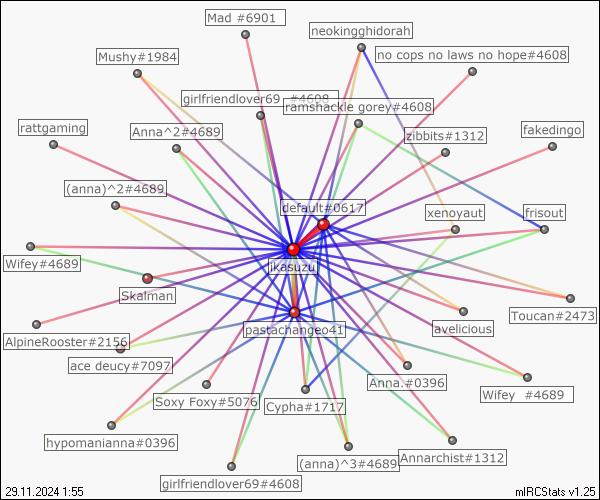 Mad #6901
neokingghidorah
Mushy#1984
no cops no laws no hope#4608
girlfriendlover69 #4608
ramshackle gorey#4608
rattgaming
Anna^2#4689
zibbits#1312
fakedingo
(anna)^2#4689
default#0617
xenoyaut
frisout
Wifey#4689
ikasuzu
Skalman
Toucan#2473
AlpineRooster#2156
pastachangeo41
avelicious
ace deucy#7097
Anna.#0396
Soxy Foxy#5076
Cypha#1717
Wifey #4689
hypomanianna#0396
(anna)^3#4689
Annarchist#1312
girlfriendlover69#4608
29.11.2024 1:55
mIRCStats v1.25